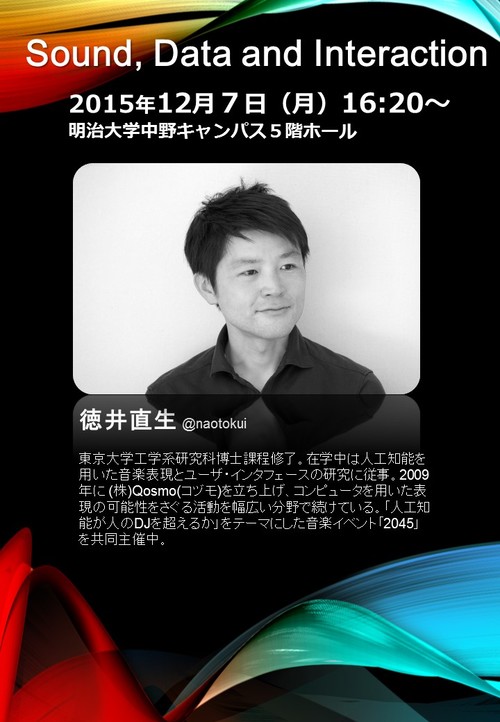 Sound, Data and Interaction
2015年12月７日（月）16:20～
明治大学中野キャンパス５階ホール
徳井直生 @naotokui
東京大学工学系研究科博士課程修了。在学中は人工知能を
用いた音楽表現とユーザ・インタフェースの研究に従事。2009
年に (株)Qosmo(コヅモ)を立ち上げ、コンピュータを用いた表
現の可能性をさぐる活動を幅広い分野で続けている。「人工知
能が人のDJを超えるか」をテーマにした音楽イベント「2045」
を共同主催中。